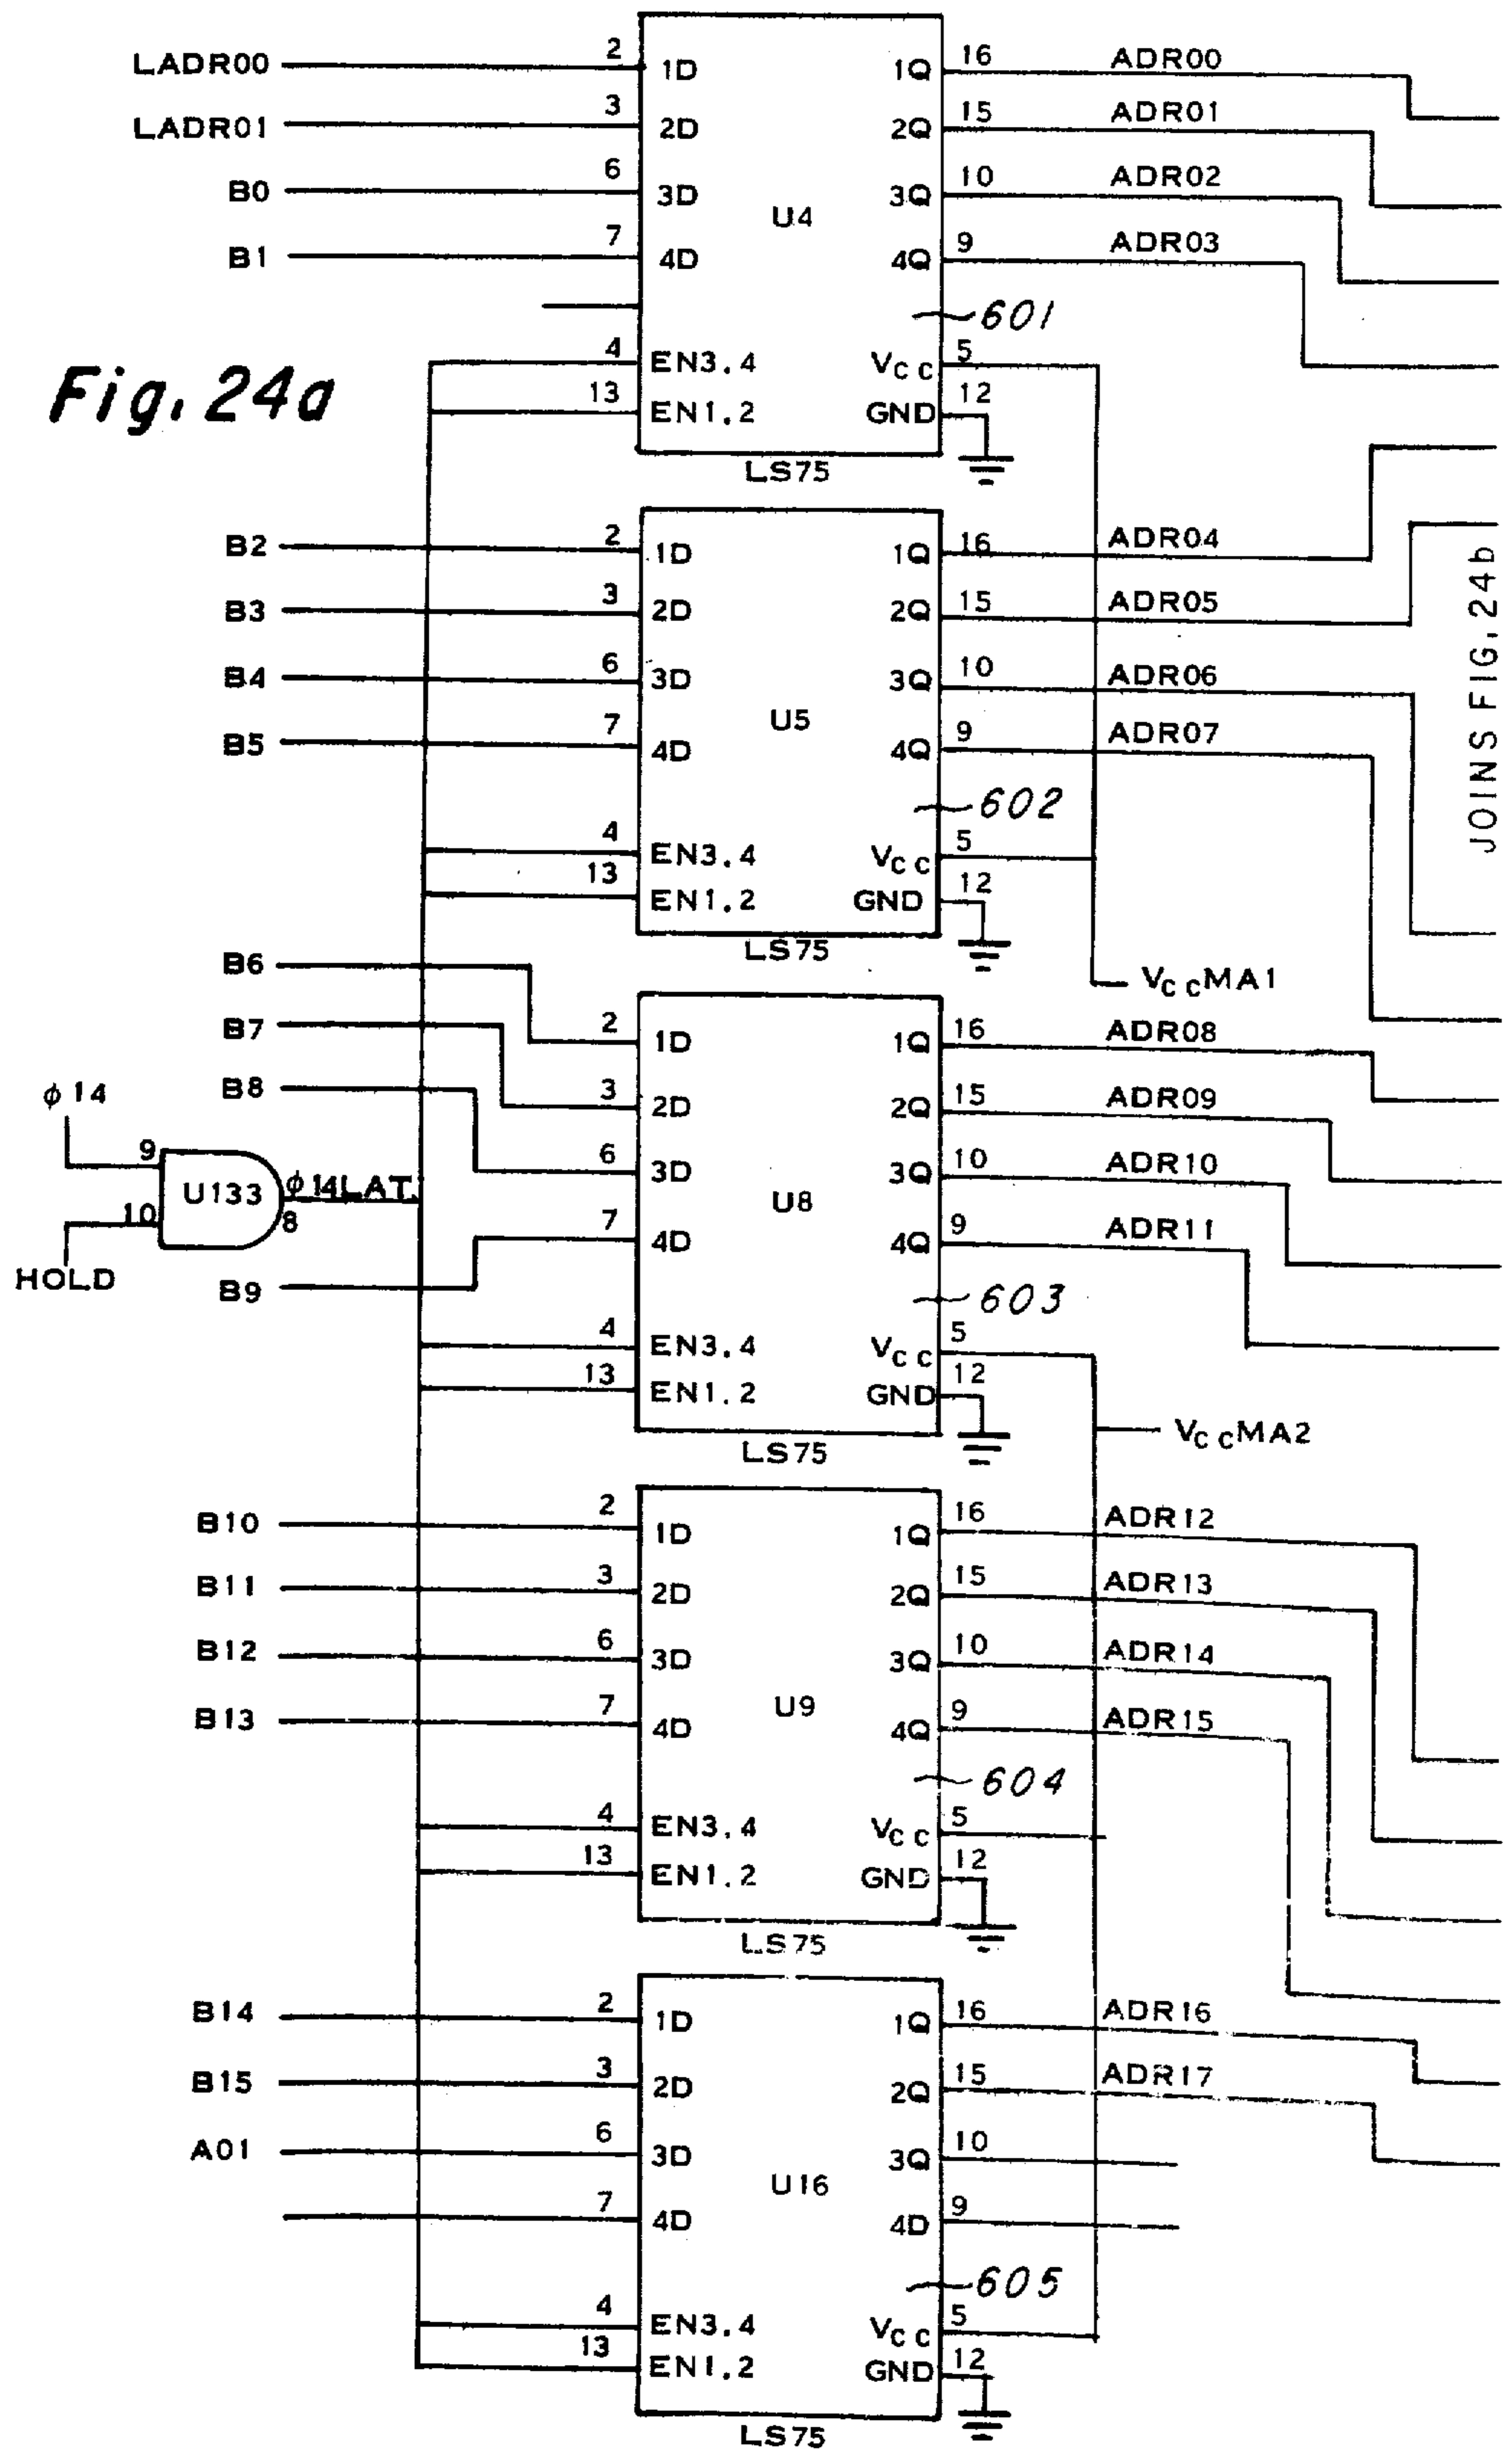 LADR00 2 1D 1Q 16 ADR00
LADR01 3 2D 2Q 15 ADR01
B0 6 3D 3Q 10 ADR02
U4
B1 7 4D 4Q 9 ADR03
601
4 EN3.4 VCC 5
Fig. 24a
13 EN1.2 GND 12
LS75
B2 2 1D 1Q 16 ADR04
B3 3 2D 2Q 15 ADR05
B4 6 3D 3Q 10 ADR06
U5
B5 7 4D 4Q 9 ADR07
JOINS FIG. 24b
602
4 EN3.4 VCC 5
13 EN1.2 GND 12
LS75
VCCMA1
B6 2 1D 1Q 16 ADR08
B7 3 2D 2Q 15 ADR09
B8 6 3D 3Q 10 ADR10
U8
B9 7 4D 4Q 9 ADR11
ϕ 14
9
U133 ϕ 14LAT.
10 8
HOLD
603
4 EN3.4 VCC 5
13 EN1.2 GND 12
LS75
VCCMA2
B10 2 1D 1Q 16 ADR12
B11 3 2D 2Q 15 ADR13
B12 6 3D 3Q 10 ADR14
U9
B13 7 4D 4Q 9 ADR15
604
4 EN3.4 VCC 5
13 EN1.2 GND 12
LS75
B14 2 1D 1Q 16 ADR16
B15 3 2D 2Q 15 ADR17
A01 6 3D 3Q 10
U16
7 4D 4D 9
605
4 EN3.4 VCC 5
13 EN1.2 GND 12
LS75